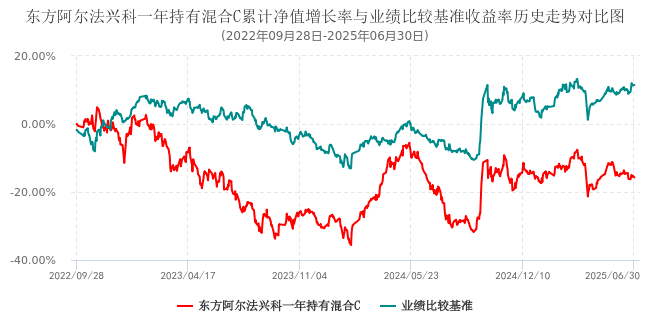 东方阿尔法兴科一年持有混合C累计净值增长率与业绩比较基准收益率历史走势对比图
(2022年09月28日-2025年06月30日)
20.00%
0.00%
-20.00%
-40.00%
2022/09/28 2023/04/17 2023/11/04 2024/05/23 2024/12/10 2025/06/30
东方阿尔法兴科一年持有混合C 业绩比较基准